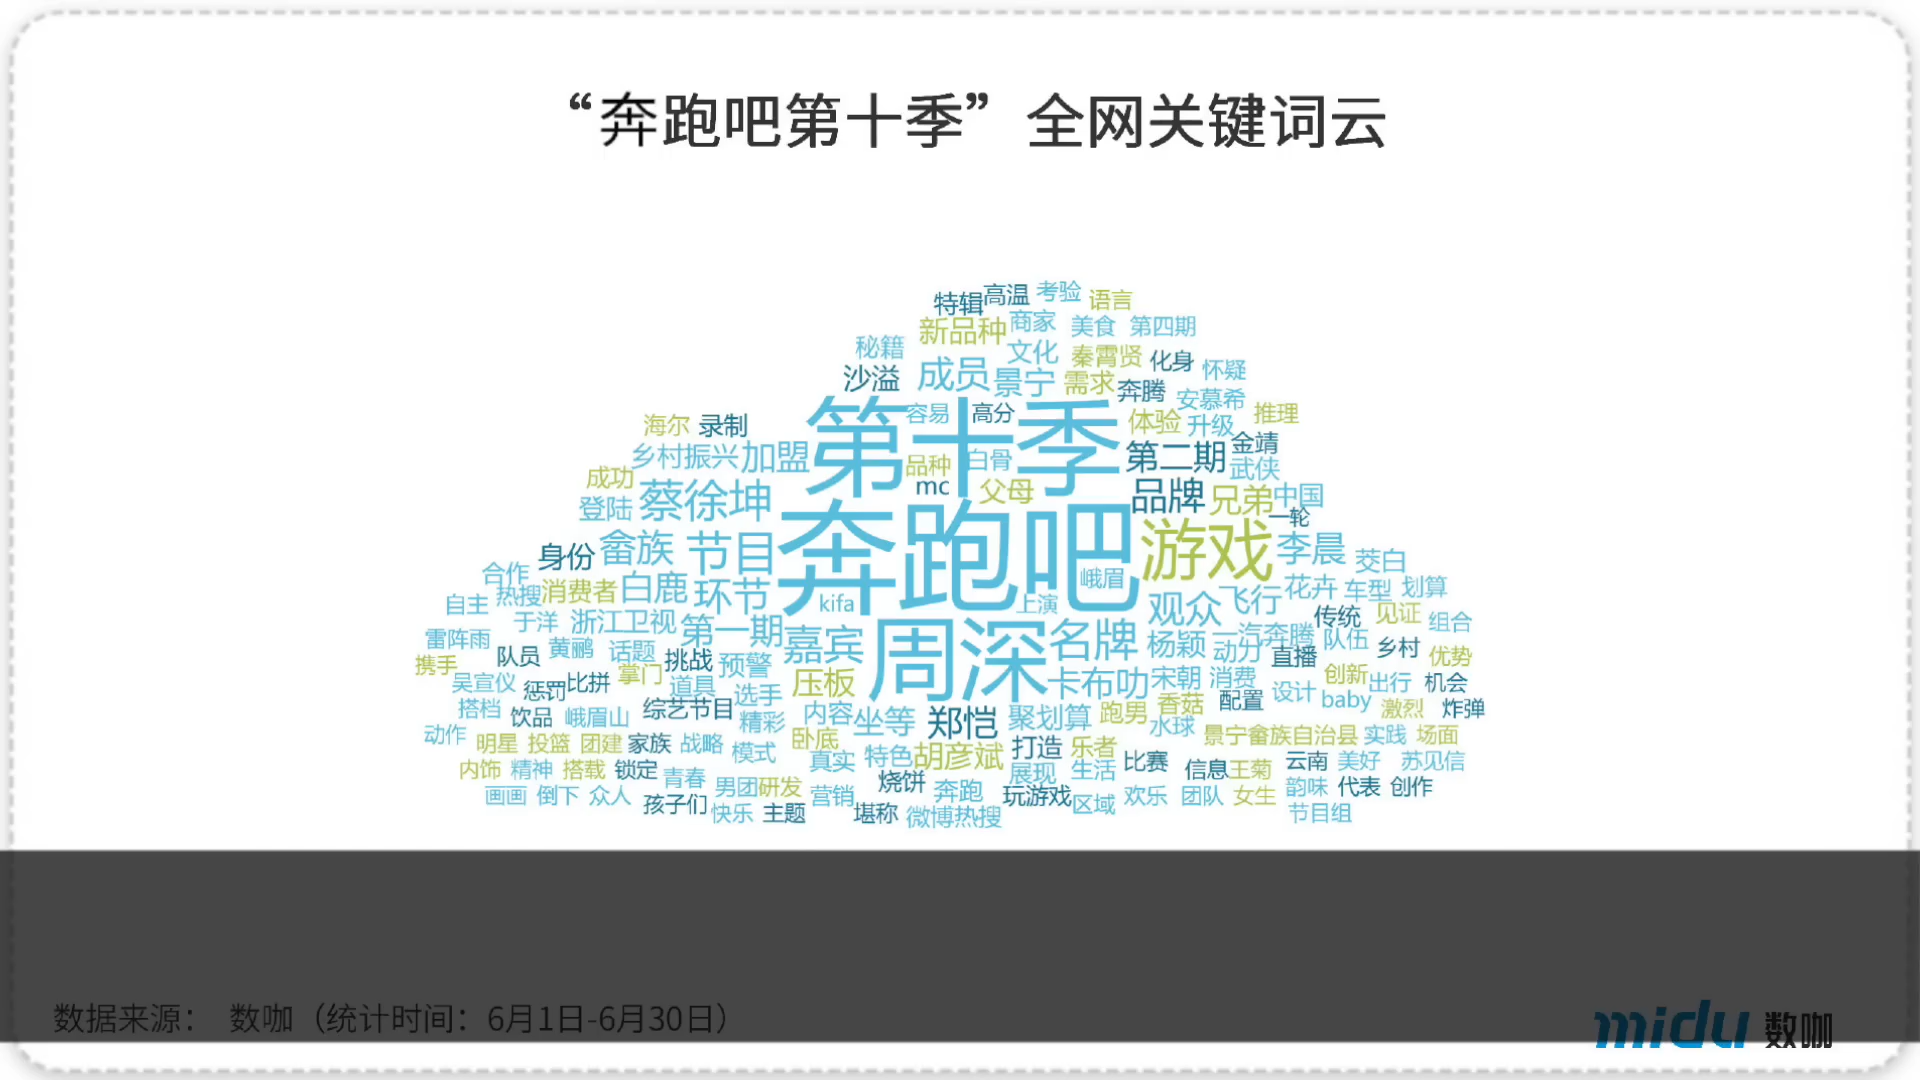 “奔跑吧第十季”全网关键词云
特辑 高温 考验 语言
新品种 商家 美食 第四期
秘籍 文化 秦霄贤 化身 怀疑
沙溢 成员 景宁 需求 奔腾 安慕希
海尔 录制 容易 高分 体验 升级 推理
第十季
乡村振兴 加盟 品种 白骨 第二期 金靖 武侠
成功 登陆 蔡徐坤 mc 父母 品牌 兄弟 中国 一轮
身份 畲族 节目 奔跑吧 游戏 李晨 茭白
合作 热搜 消费者 白鹿 环节 kifa 上演 峨眉 观众 飞行 花卉 车型 划算
自主 于洋 浙江卫视 第一期 嘉宾 周深 名牌 杨颖 一汽奔腾 传统 见证 组合
雷阵雨 队员 黄鹂 话题 挑战 预警 动分 直播 队伍 乡村 优势
携手 吴宣仪 惩罚 比拼 掌门 道具 选手 压板 卡布叻 宋朝 消费 配置 设计 创新 出行 机会
搭档 饮品 峨眉山 综艺节目 精彩 内容 坐等 郑恺 聚划算 跑男 香菇 水球 baby 激烈 炸弹
动作 明星 投篮 团建 家族 战略 模式 卧底 真实 特色 胡彦斌 打造 乐者 景宁畲族自治县 实践 场面
内饰 精神 搭载 锁定 青春 男团 研发 烧饼 展现 生活 比赛 信息 王菊 云南 美好 苏见信
画画 倒下 众人 孩子们 快乐 主题 营销 奔跑 玩游戏 区域 欢乐 团队 女生 韵味 代表 创作
堪称 微博热搜 节目组
数据来源： 数咖（统计时间：6月1日-6月30日）
midu 数咖